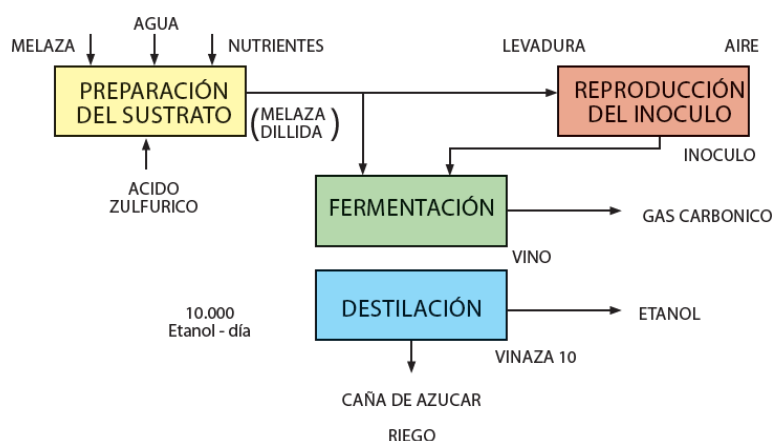 AGUA
MELAZA
NUTRIENTES
LEVADURA
AIRE
PREPARACIÓN
DEL SUSTRATO
(MELAZA
DILLIDA)
REPRODUCCIÓN
DEL INOCULO
INOCULO
ACIDO
ZULFURICO
FERMENTACIÓN
GAS CARBONICO
VINO
10.000
Etanol - día
DESTILACIÓN
ETANOL
VINAZA 10
CAÑA DE AZUCAR
RIEGO